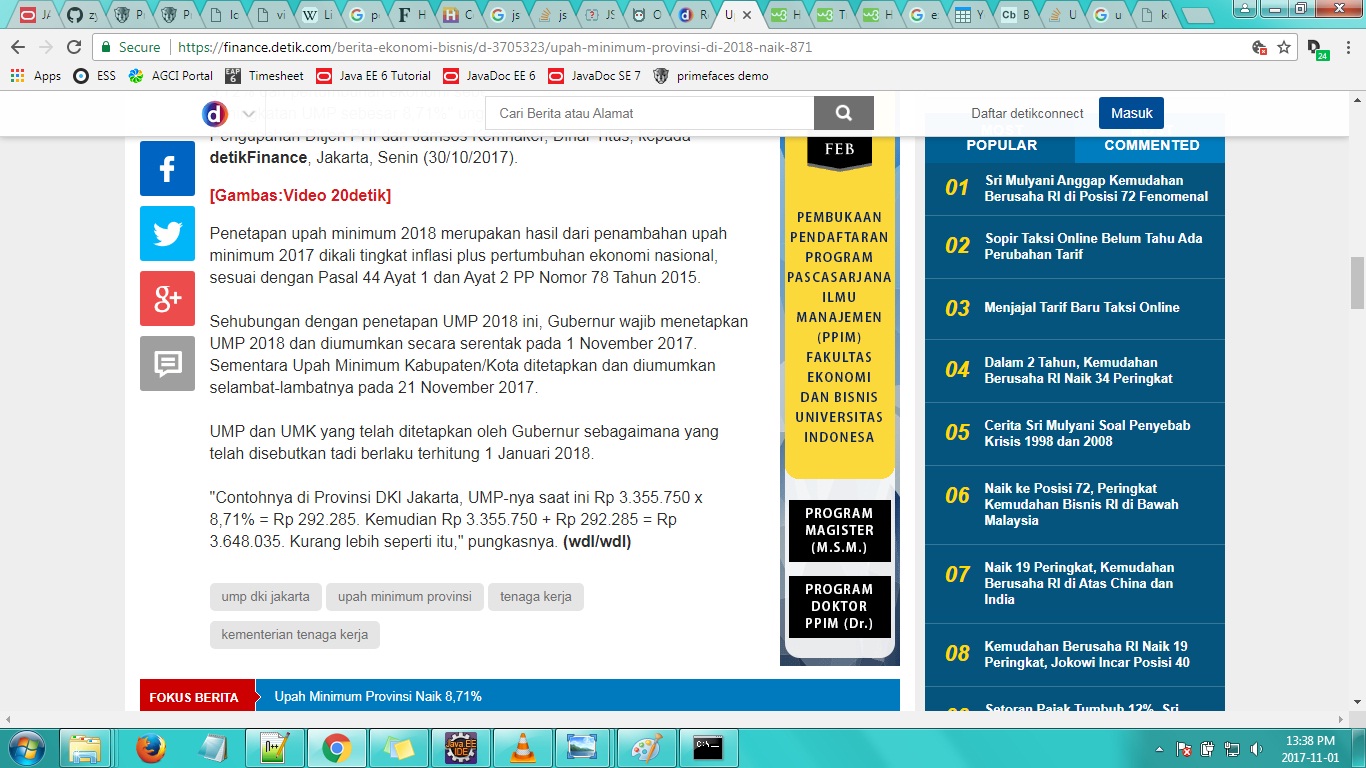 JA
zy
Pr
Pr
Ic
vi
Li
pe
H
C
js
js
JS
O
R
Up
H
T
H
e
Y
B
U
u
k
Secure
https://finance.detik.com/berita-ekonomi-bisnis/d-3705323/upah-minimum-provinsi-di-2018-naik-871
24
Apps
ESS
AGCI Portal
Timesheet
Java EE 6 Tutorial
JavaDoc EE 6
JavaDoc SE 7
primefaces demo
Cari Berita atau Alamat
Daftar detikconnect
Masuk
Pengupahan Ditjen PHI dan Jamsos Kemnaker, Dinar Titus, kepada
detikFinance, Jakarta, Senin (30/10/2017).
[Gambas:Video 20detik]
Penetapan upah minimum 2018 merupakan hasil dari penambahan upah
minimum 2017 dikali tingkat inflasi plus pertumbuhan ekonomi nasional,
sesuai dengan Pasal 44 Ayat 1 dan Ayat 2 PP Nomor 78 Tahun 2015.
Sehubungan dengan penetapan UMP 2018 ini, Gubernur wajib menetapkan
UMP 2018 dan diumumkan secara serentak pada 1 November 2017.
Sementara Upah Minimum Kabupaten/Kota ditetapkan dan diumumkan
selambat-lambatnya pada 21 November 2017.
UMP dan UMK yang telah ditetapkan oleh Gubernur sebagaimana yang
telah disebutkan tadi berlaku terhitung 1 Januari 2018.
"Contohnya di Provinsi DKI Jakarta, UMP-nya saat ini Rp 3.355.750 x
8,71% = Rp 292.285. Kemudian Rp 3.355.750 + Rp 292.285 = Rp
3.648.035. Kurang lebih seperti itu," pungkasnya. (wdl/wdl)
ump dki jakarta
upah minimum provinsi
tenaga kerja
kementerian tenaga kerja
FOKUS BERITA
Upah Minimum Provinsi Naik 8,71%
FEB
PEMBUKAAN
PENDAFTARAN
PROGRAM
PASCASARJANA
ILMU
MANAJEMEN
(PPIM)
FAKULTAS
EKONOMI
DAN BISNIS
UNIVERSITAS
INDONESA
PROGRAM
MAGISTER
(M.S.M.)
PROGRAM
DOKTOR
PPIM (Dr.)
POPULAR
COMMENTED
01
Sri Mulyani Anggap Kemudahan
Berusaha RI di Posisi 72 Fenomenal
02
Sopir Taksi Online Belum Tahu Ada
Perubahan Tarif
03
Menjajal Tarif Baru Taksi Online
04
Dalam 2 Tahun, Kemudahan
Berusaha RI Naik 34 Peringkat
05
Cerita Sri Mulyani Soal Penyebab
Krisis 1998 dan 2008
06
Naik ke Posisi 72, Peringkat
Kemudahan Bisnis RI di Bawah
Malaysia
07
Naik 19 Peringkat, Kemudahan
Berusaha RI di Atas China dan
India
08
Kemudahan Berusaha RI Naik 19
Peringkat, Jokowi Incar Posisi 40
Setoran Pajak Tumbuh 12%, Sri
13:38 PM
2017-11-01